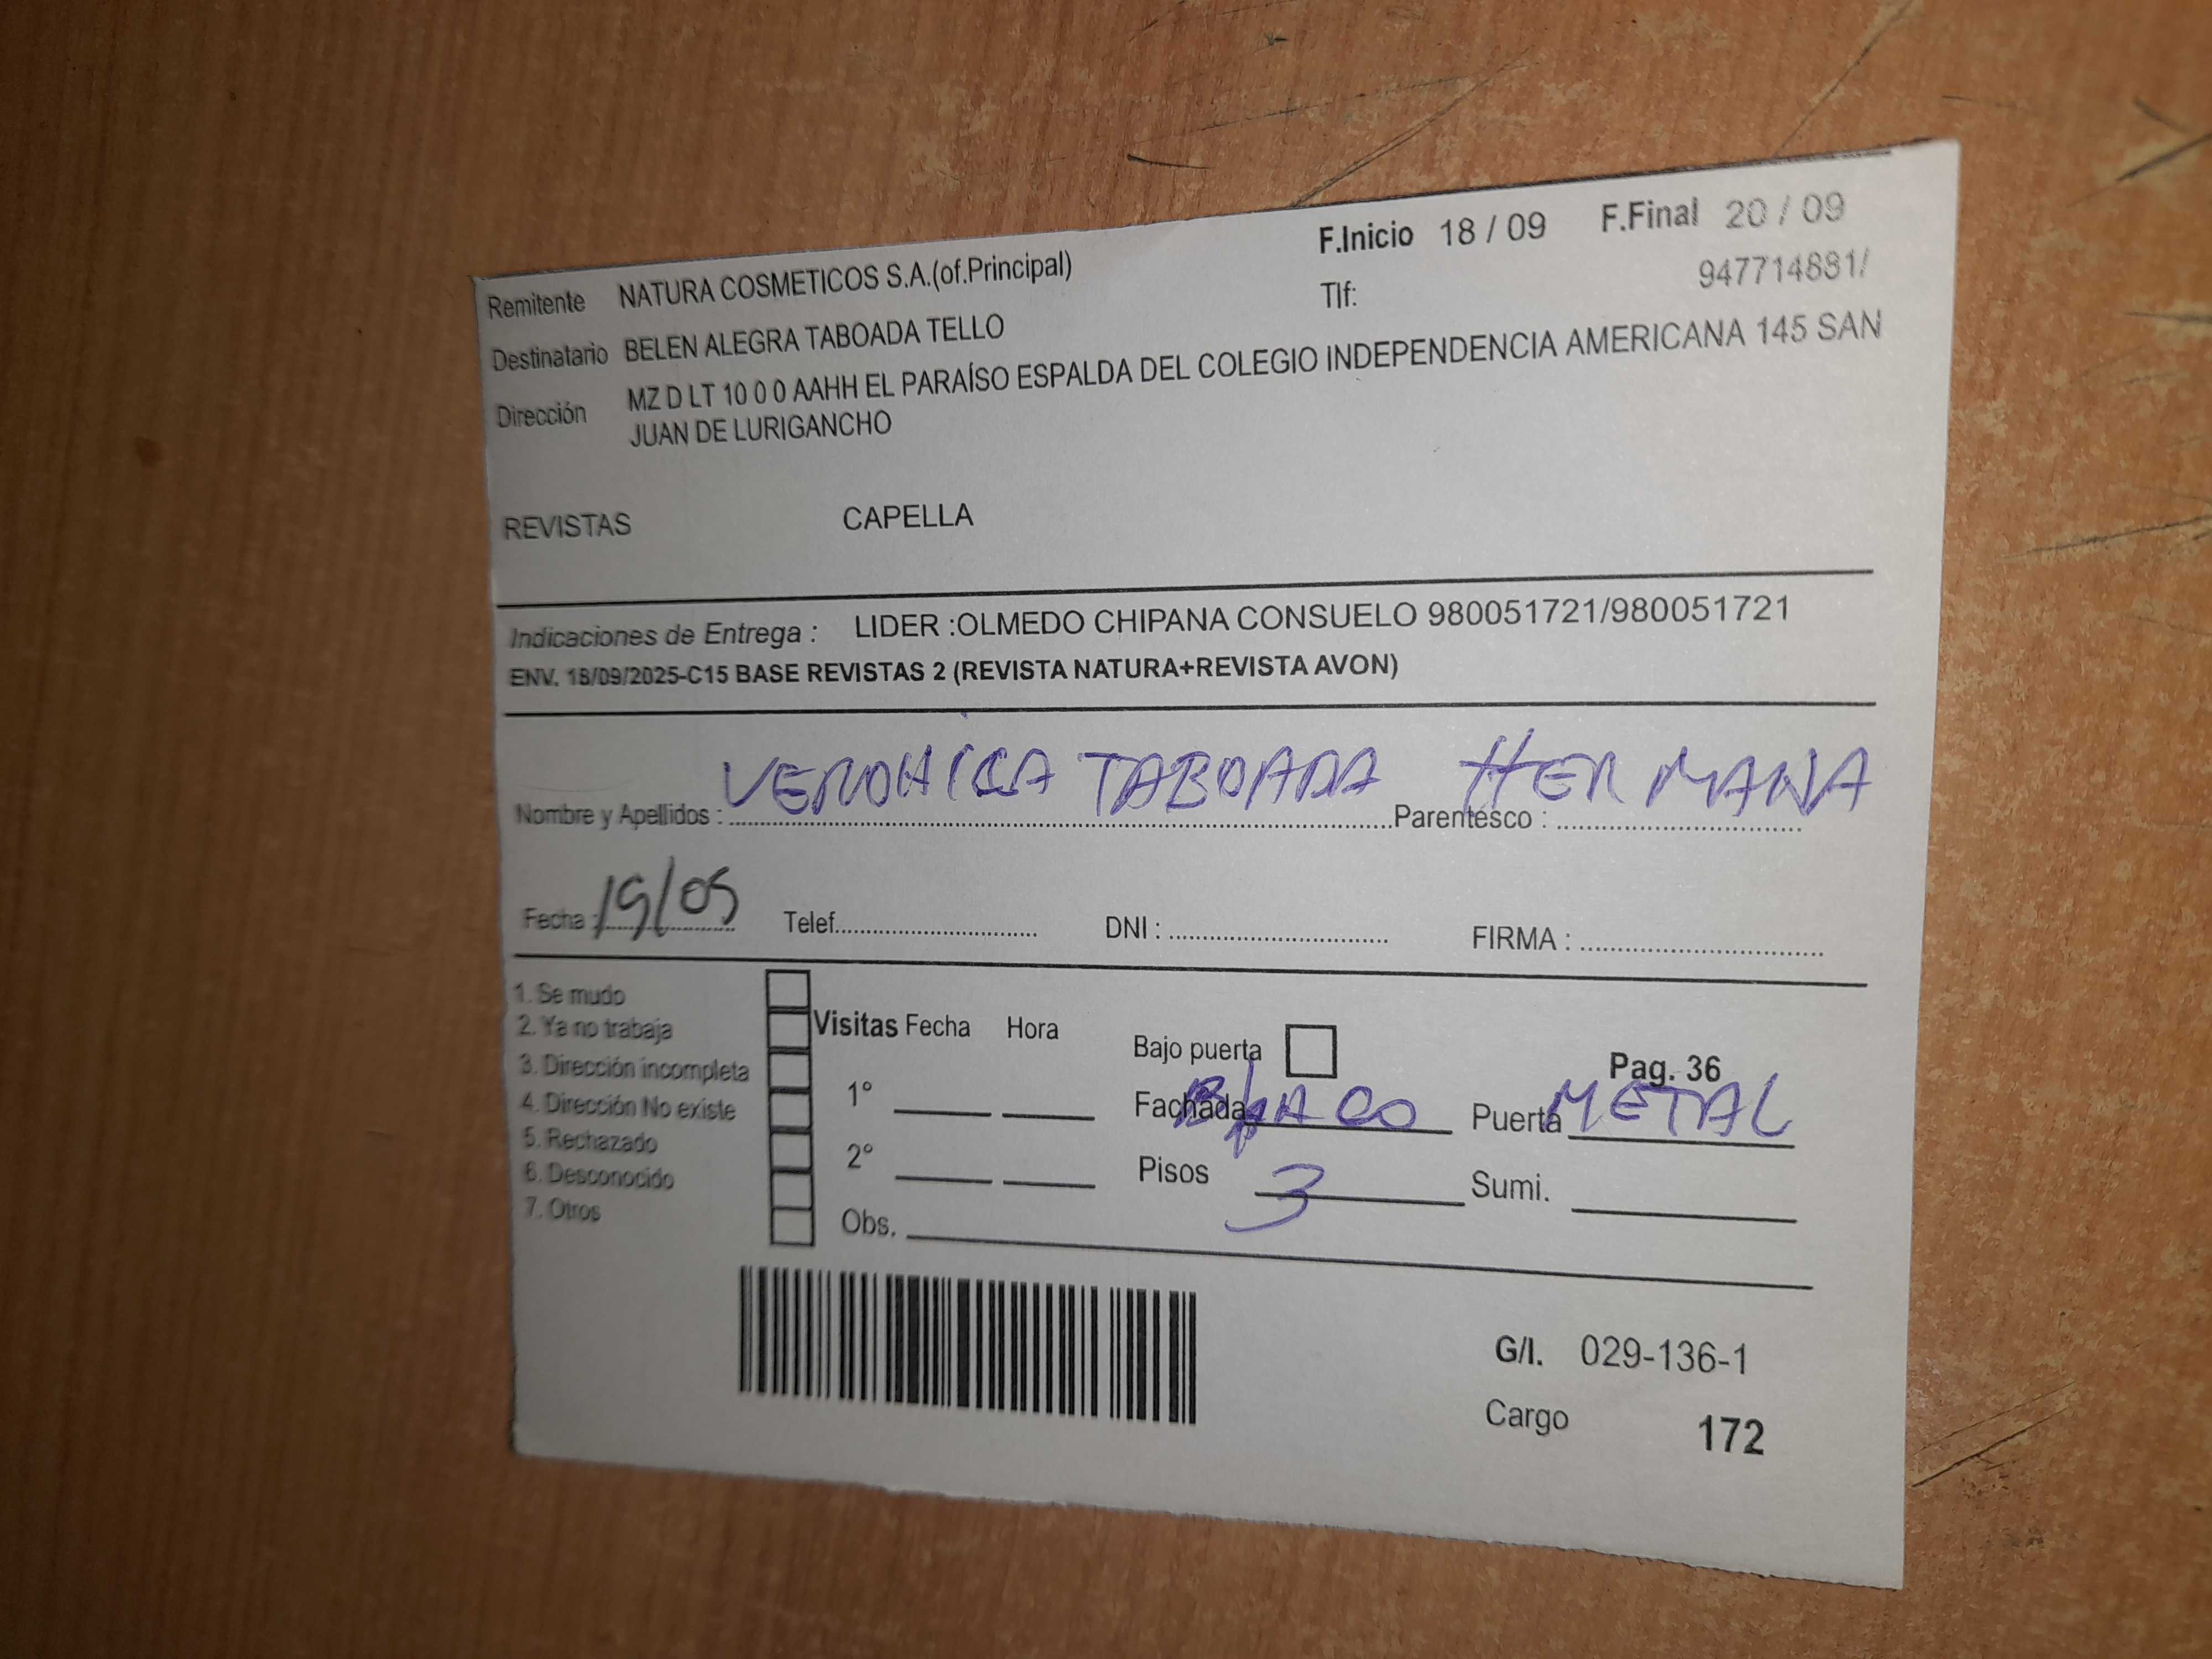 F.Inicio 18 / 09 F.Final 20 / 09
Remitente NATURA COSMETICOS S.A.(of.Principal)
Tlf: 947714881/
Destinatario BELEN ALEGRA TABOADA TELLO
Dirección MZ D LT 10 0 0 AAHH EL PARAÍSO ESPALDA DEL COLEGIO INDEPENDENCIA AMERICANA 145 SAN
JUAN DE LURIGANCHO
REVISTAS CAPELLA
Indicaciones de Entrega : LIDER :OLMEDO CHIPANA CONSUELO 980051721/980051721
ENV. 18/09/2025-C15 BASE REVISTAS 2 (REVISTA NATURA+REVISTA AVON)
Nombre y Apellidos : VERONICA TABOADA Parentesco : HERMANA
Fecha : 19/09 Telef. DNI : FIRMA :
1. Se mudo
2. Ya no trabaja
3. Dirección incompleta
4. Dirección No existe
5. Rechazado
6. Desconocido
7. Otros
Visitas Fecha Hora
1°
2°
Obs.
Bajo puerta
Pag. 36
Fachada Puerta METAL
Pisos 3 Sumi.
G/I. 029-136-1
Cargo 172